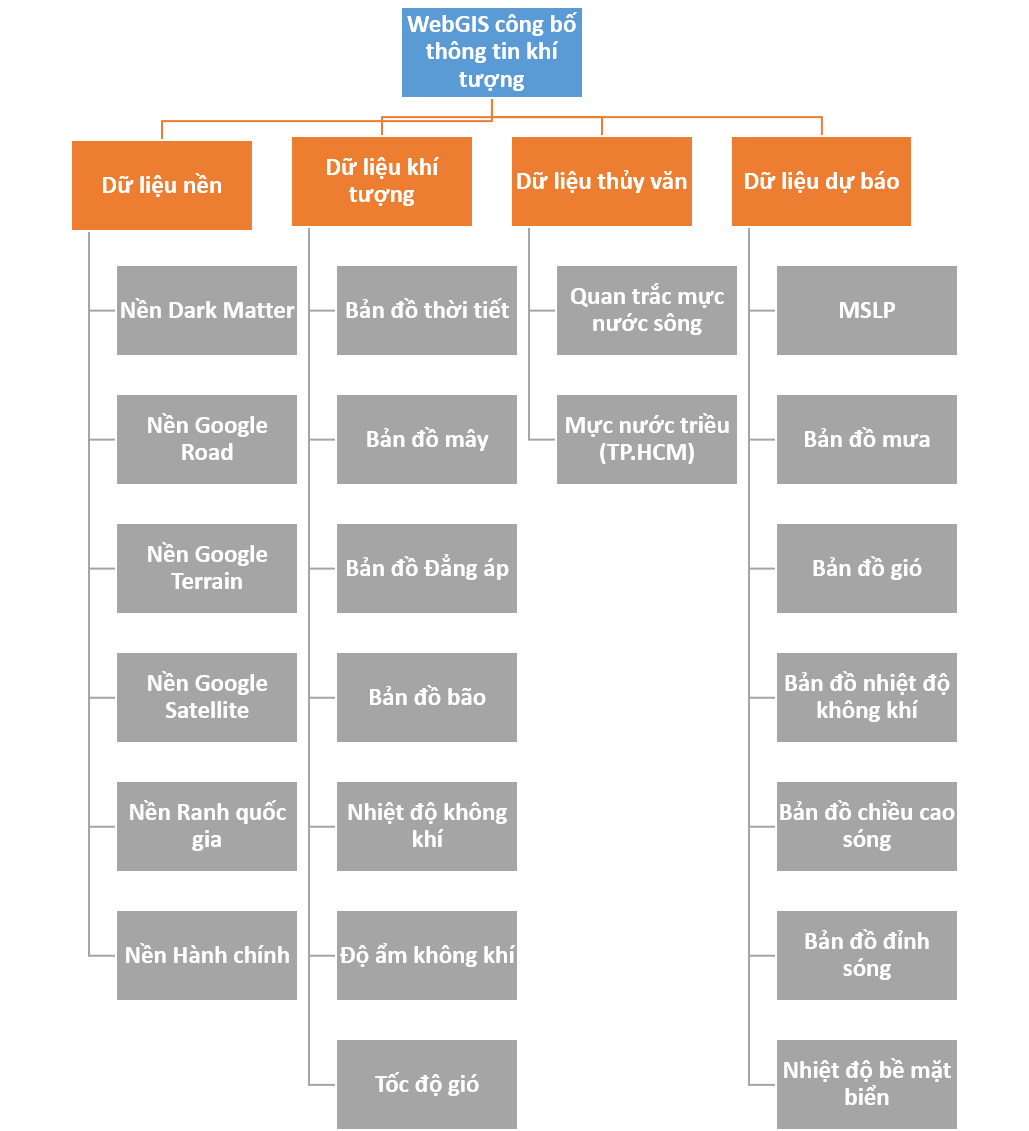 WebGIS công bố
thông tin khí
tượng
Dữ liệu nền
Dữ liệu khí
tượng
Dữ liệu thủy văn
Dữ liệu dự báo
Nền Dark Matter
Nền Google
Road
Nền Google
Terrain
Nền Google
Satellite
Nền Ranh quốc
gia
Nền Hành chính
Bản đồ thời tiết
Bản đồ mây
Bản đồ Đẳng áp
Bản đồ bão
Nhiệt độ không
khí
Độ ẩm không khí
Tốc độ gió
Quan trắc mực
nước sông
Mực nước triều
(TP.HCM)
MSLP
Bản đồ mưa
Bản đồ gió
Bản đồ nhiệt độ
không khí
Bản đồ chiều cao
sóng
Bản đồ đỉnh
sóng
Nhiệt độ bề mặt
biển